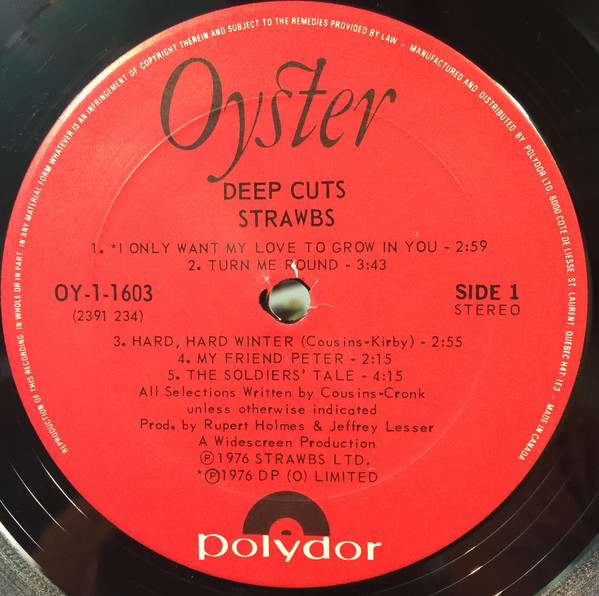 REPRODUCTION OF THIS RECORDING IN WHOLE OR IN PART, IN ANY MATERIAL FORM WHATEVER IS AN INFRINGEMENT OF COPYRIGHT THEREIN AND SUBJECT TO THE REMEDIES PROVIDED BY LAW – MANUFACTURED AND DISTRIBUTED BY POLYDOR LTD, 6000 COTE DE LIESSE, ST. LAURENT, QUEBEC H4T 1E3 – MADE IN CANADA
Oyster
DEEP CUTS
STRAWBS
1. *I ONLY WANT MY LOVE TO GROW IN YOU - 2:59
2. TURN ME ROUND - 3:43
OY-1-1603
(2391 234)
SIDE 1
STEREO
3. HARD, HARD WINTER (Cousins-Kirby) - 2:55
4. MY FRIEND PETER - 2:15
5. THE SOLDIERS' TALE - 4:15
All Selections Written by Cousins-Cronk
unless otherwise indicated
Prod. by Rupert Holmes & Jeffrey Lesser
A Widescreen Production
℗1976 STRAWBS LTD.
*℗1976 DP (O) LIMITED
polydor